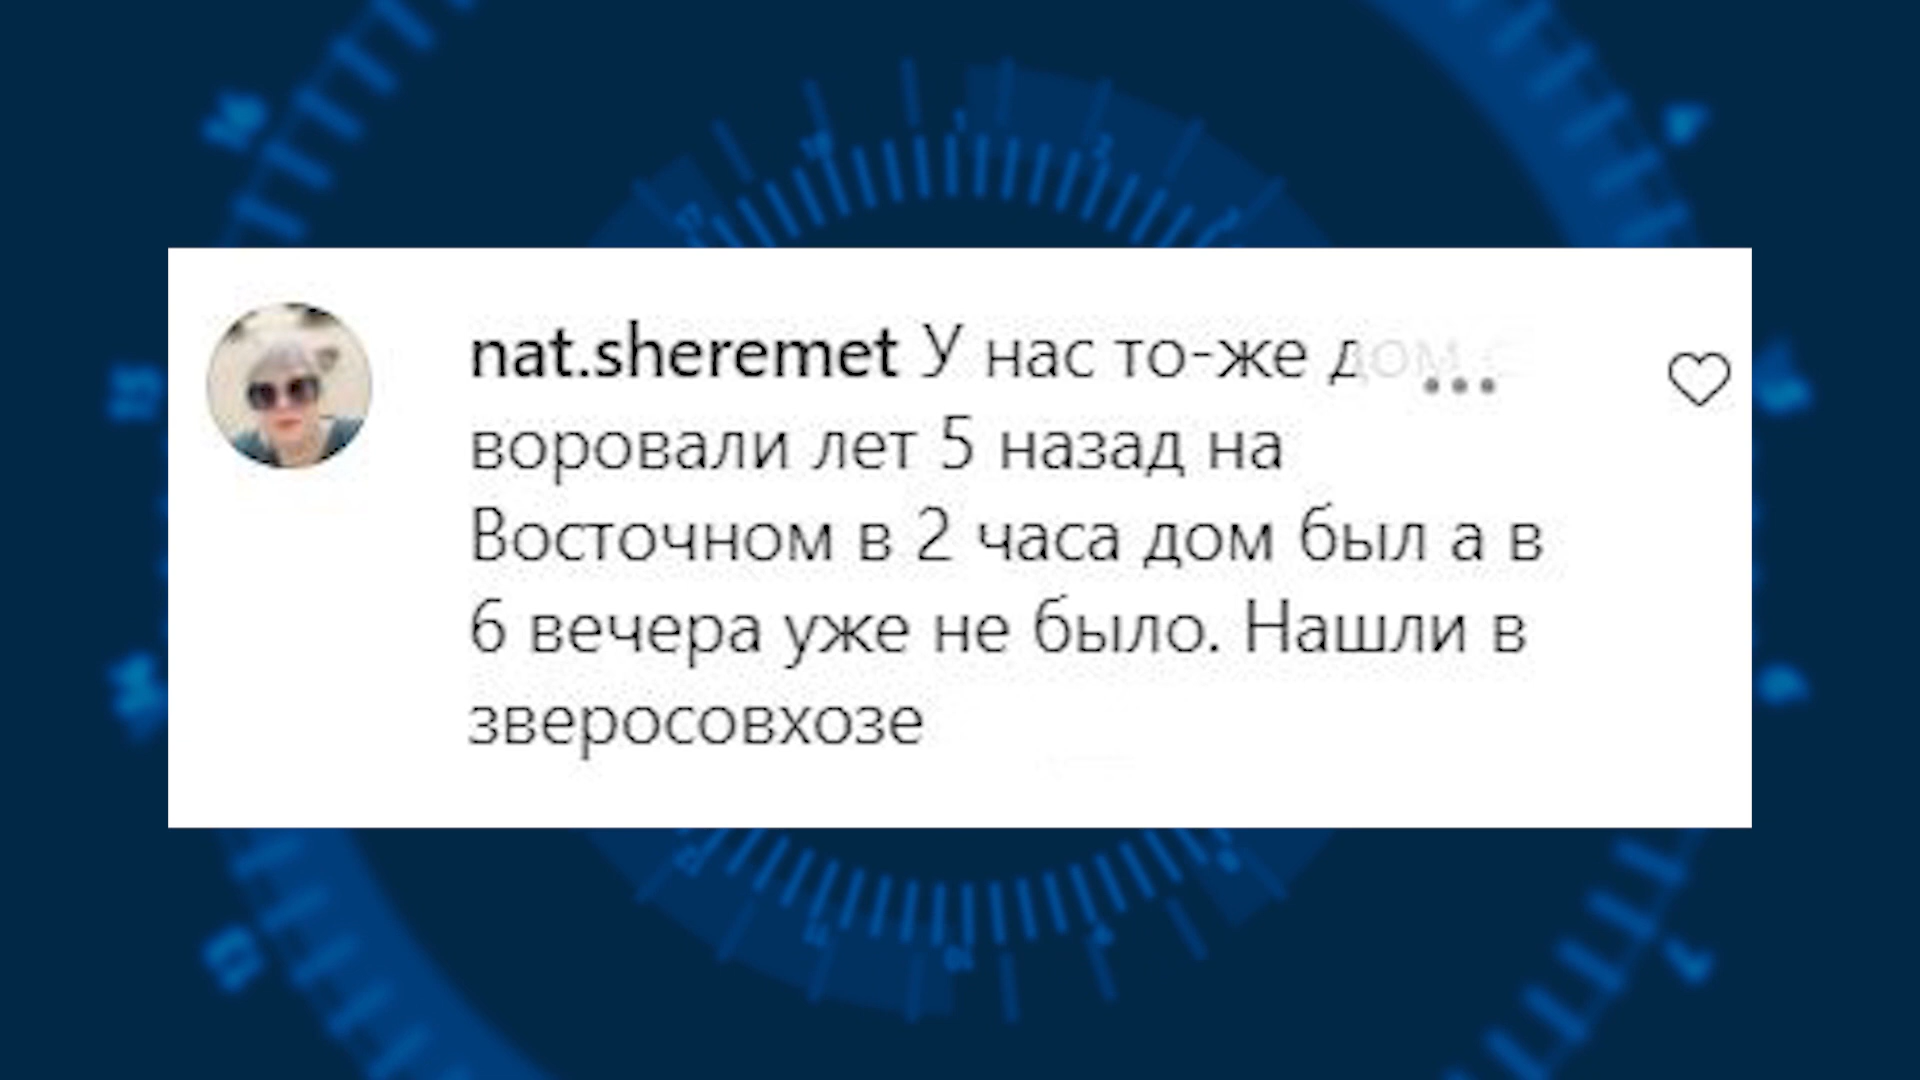 nat.sheremet У нас то-же дом
воровали лет 5 назад на
Восточном в 2 часа дом был а в
6 вечера уже не было. Нашли в
зверосовхозе